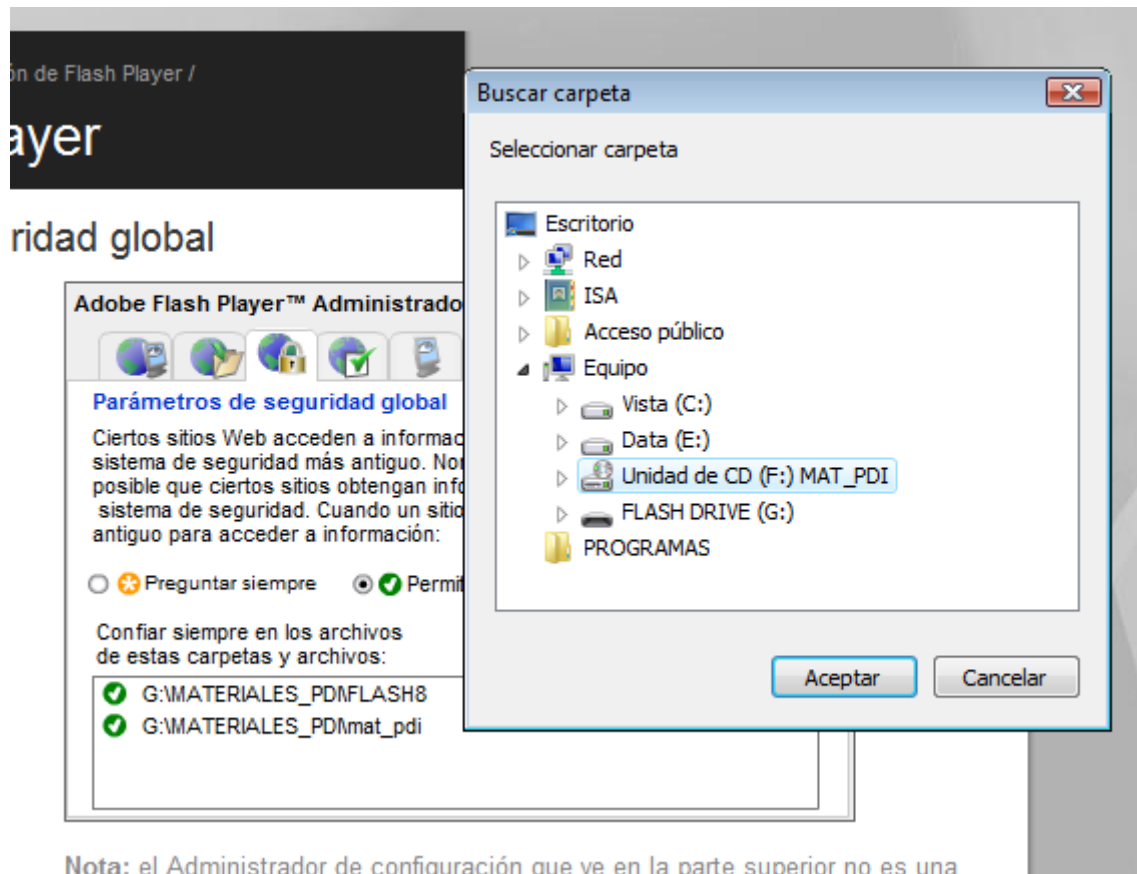 ón de Flash Player /
ayer
ridad global
Adobe Flash Player™ Administrado
Parámetros de seguridad global
Ciertos sitios Web acceden a informac
sistema de seguridad más antiguo. Nor
posible que ciertos sitios obtengan info
sistema de seguridad. Cuando un sitio
antiguo para acceder a información:
Preguntar siempre
Permit
Confiar siempre en los archivos
de estas carpetas y archivos:
G:\MATERIALES_PDI\FLASH8
G:\MATERIALES_PDI\mat_pdi
Buscar carpeta
Seleccionar carpeta
Escritorio
Red
ISA
Acceso público
Equipo
Vista (C:)
Data (E:)
Unidad de CD (F:) MAT_PDI
FLASH DRIVE (G:)
PROGRAMAS
Aceptar
Cancelar
Nota: el Administrador de configuración que ve en la parte superior no es una